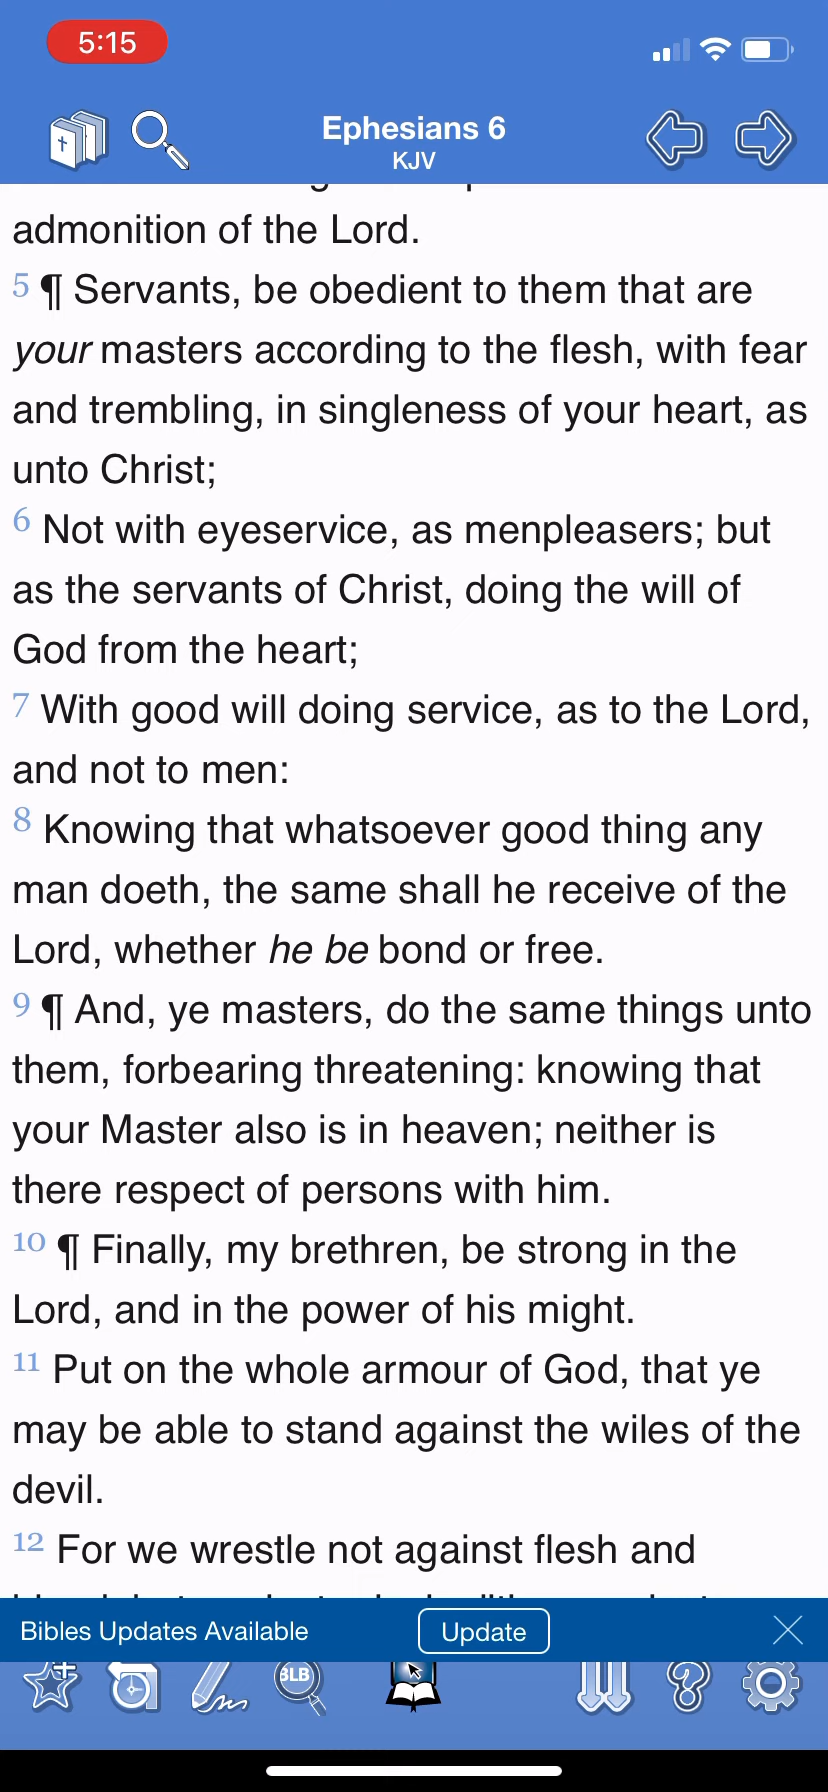 5:15
Ephesians 6
KJV
admonition of the Lord.
5 ¶ Servants, be obedient to them that are
your masters according to the flesh, with fear
and trembling, in singleness of your heart, as
unto Christ;
6 Not with eyeservice, as menpleasers; but
as the servants of Christ, doing the will of
God from the heart;
7 With good will doing service, as to the Lord,
and not to men:
8 Knowing that whatsoever good thing any
man doeth, the same shall he receive of the
Lord, whether he be bond or free.
9 ¶ And, ye masters, do the same things unto
them, forbearing threatening: knowing that
your Master also is in heaven; neither is
there respect of persons with him.
10 ¶ Finally, my brethren, be strong in the
Lord, and in the power of his might.
11 Put on the whole armour of God, that ye
may be able to stand against the wiles of the
devil.
12 For we wrestle not against flesh and
Bibles Updates Available
Update
BLB